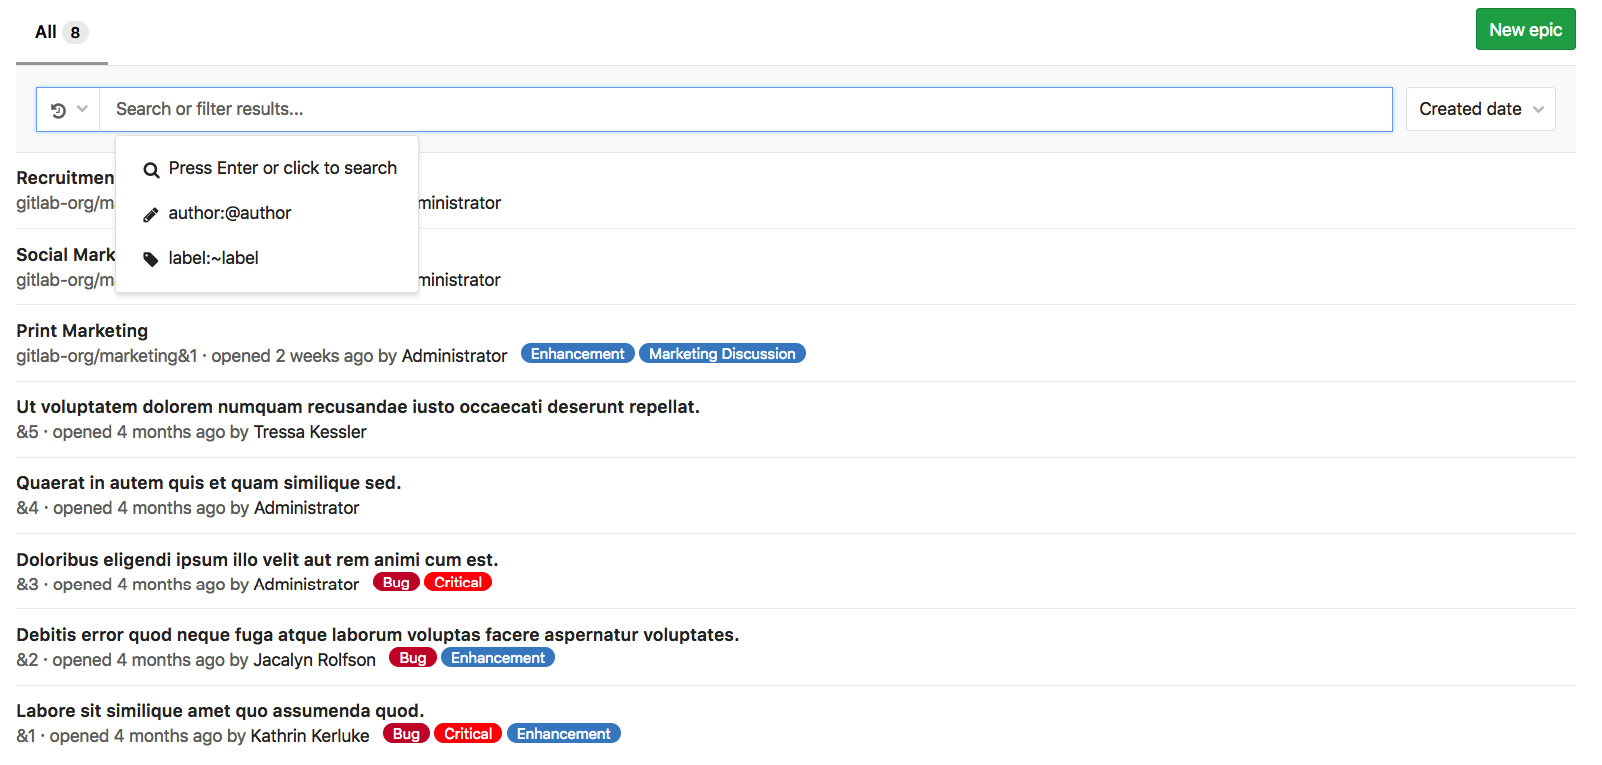 All 8
New epic
Search or filter results...
Created date
Press Enter or click to search
author:@author
label:~label
Recruitmen
gitlab-org/m ministrator
Social Mark
gitlab-org/m ministrator
Print Marketing
gitlab-org/marketing&1 · opened 2 weeks ago by Administrator Enhancement Marketing Discussion
Ut voluptatem dolorem numquam recusandae iusto occaecati deserunt repellat.
&5 · opened 4 months ago by Tressa Kessler
Quaerat in autem quis et quam similique sed.
&4 · opened 4 months ago by Administrator
Doloribus eligendi ipsum illo velit aut rem animi cum est.
&3 · opened 4 months ago by Administrator Bug Critical
Debitis error quod neque fuga atque laborum voluptas facere aspernatur voluptates.
&2 · opened 4 months ago by Jacalyn Rolfson Bug Enhancement
Labore sit similique amet quo assumenda quod.
&1 · opened 4 months ago by Kathrin Kerluke Bug Critical Enhancement